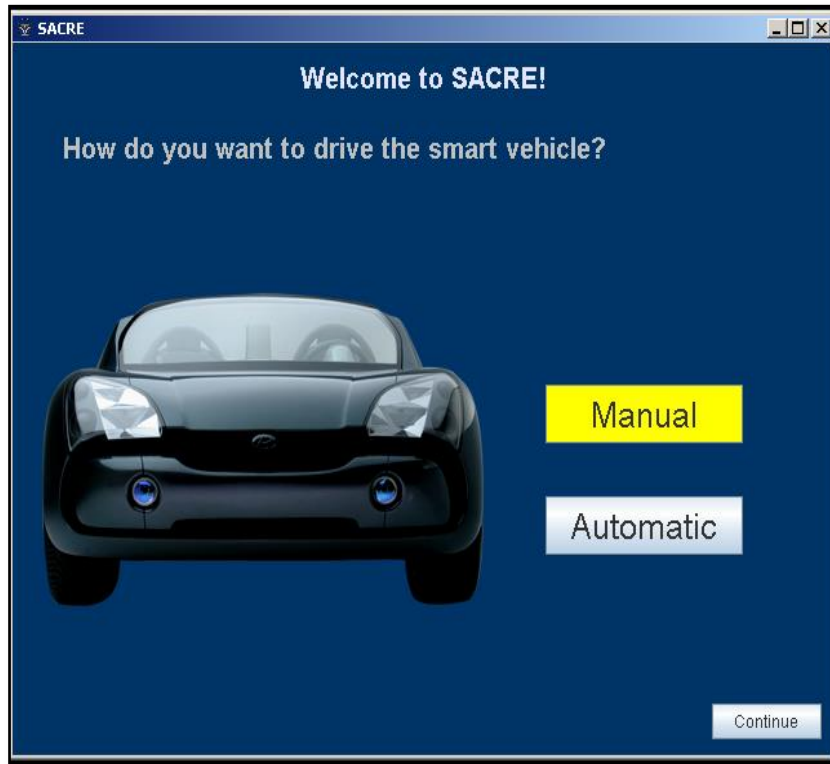 SACRE
Welcome to SACRE!
How do you want to drive the smart vehicle?
Manual
Automatic
Continue